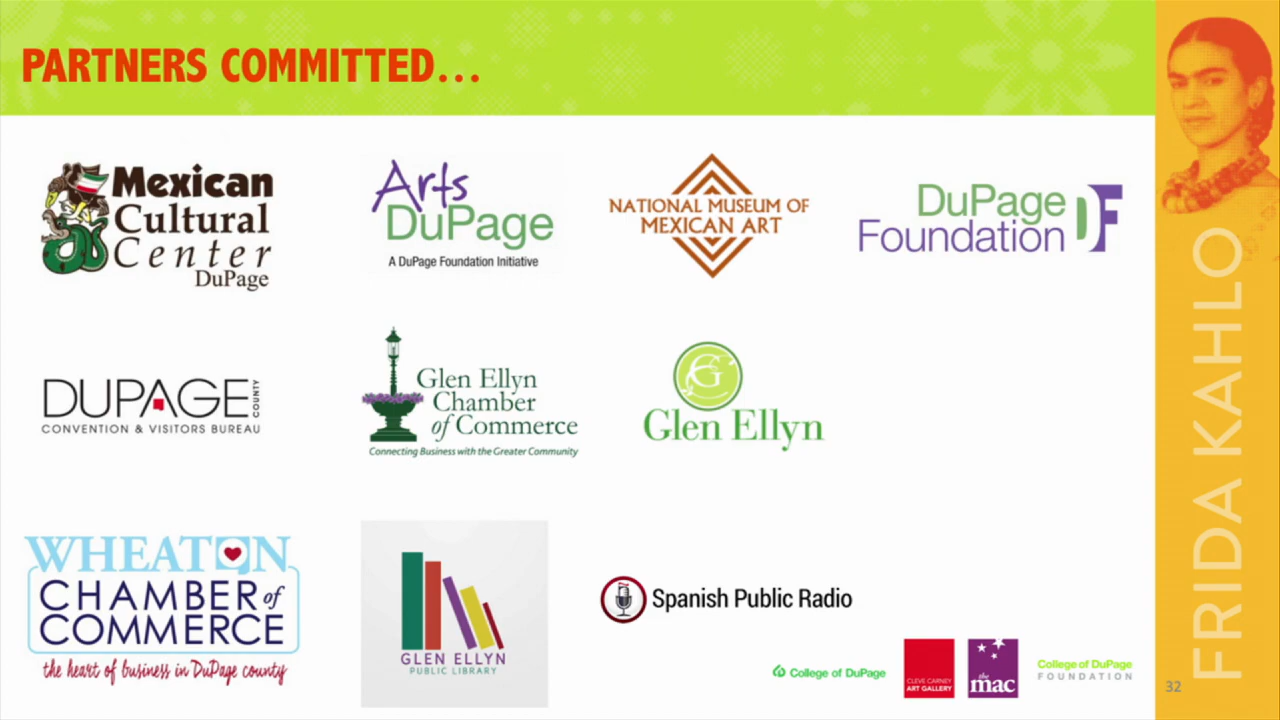 PARTNERS COMMITTED...
Mexican
Cultural
Center
DuPage
Arts
DuPage
A DuPage Foundation Initiative
NATIONAL MUSEUM OF
MEXICAN ART
DuPage
Foundation
DF
DUPAGE
COUNTY
CONVENTION & VISITORS BUREAU
Glen Ellyn
Chamber
of Commerce
Connecting Business with the Greater Community
G
Glen Ellyn
WHEATON
CHAMBER of
COMMERCE
the heart of business in DuPage county
GLEN ELLYN
PUBLIC LIBRARY
Spanish Public Radio
College of DuPage
CLEVE CARNEY
ART GALLERY
the
mac
College of DuPage
FOUNDATION
32
FRIDA KAHLO